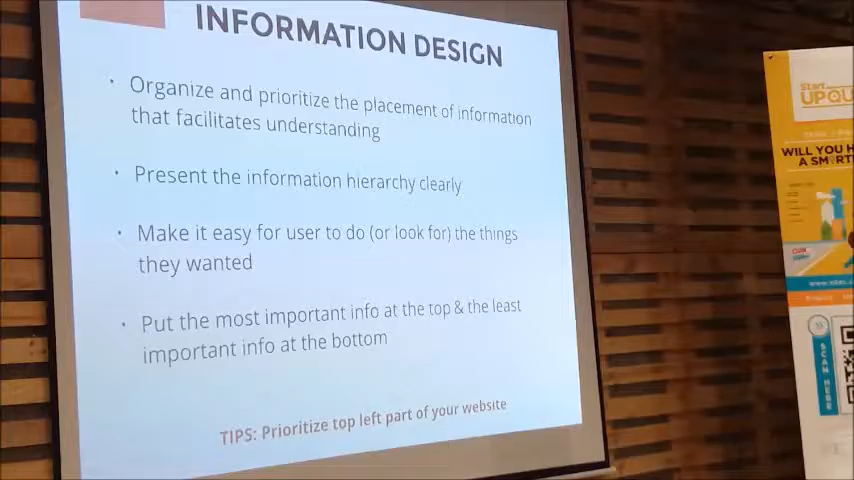 INFORMATION DESIGN
· Organize and prioritize the placement of information
that facilitates understanding
· Present the information hierarchy clearly
· Make it easy for user to do (or look for) the things
they wanted
· Put the most important info at the top & the least
important info at the bottom
TIPS: Prioritize top left part of your website
Start
UPQU
WILL YOU H
A SMART
SCAN HERE